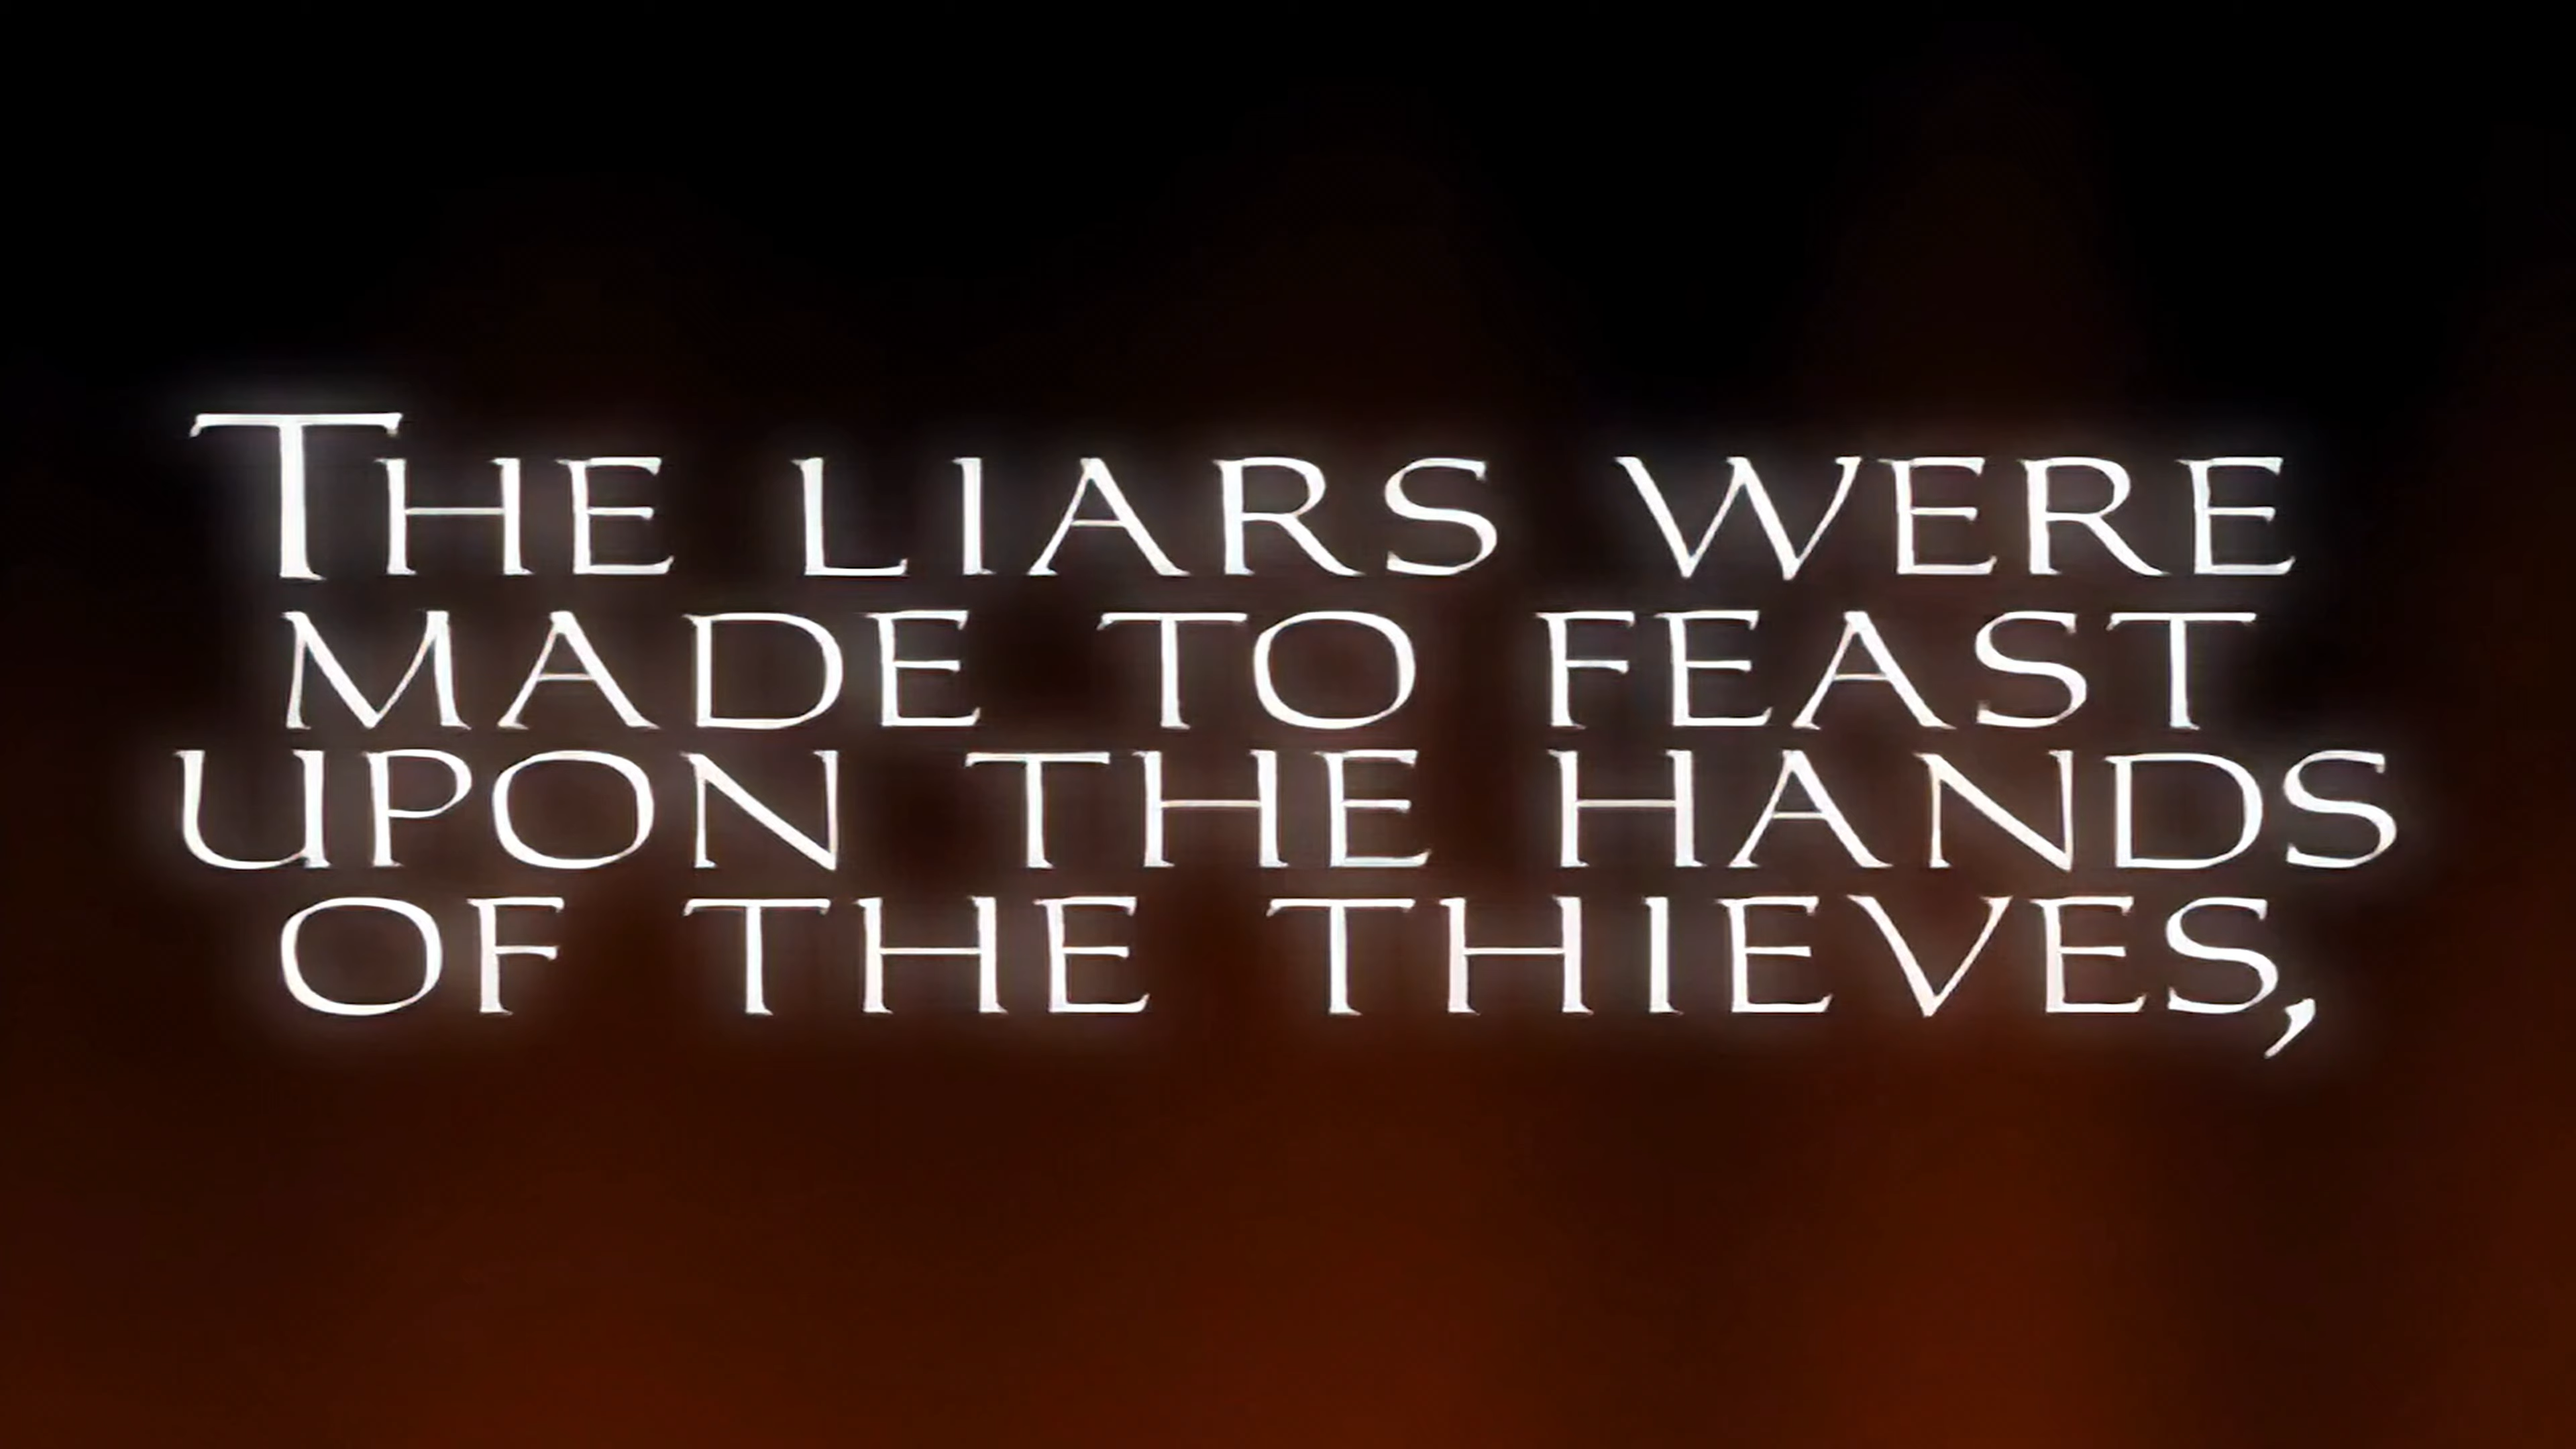 The liars were
made to feast
upon the hands
of the thieves,